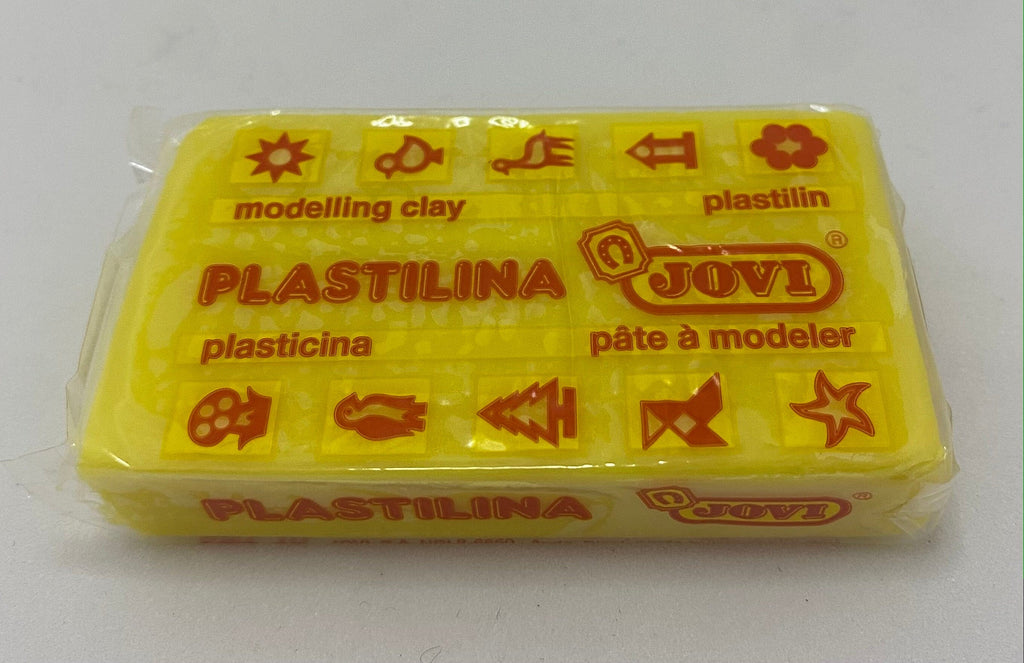 modelling clay plastilin
PLASTILINA JOVI ®
plasticina pâte à modeler
PLASTILINA JOVI ®